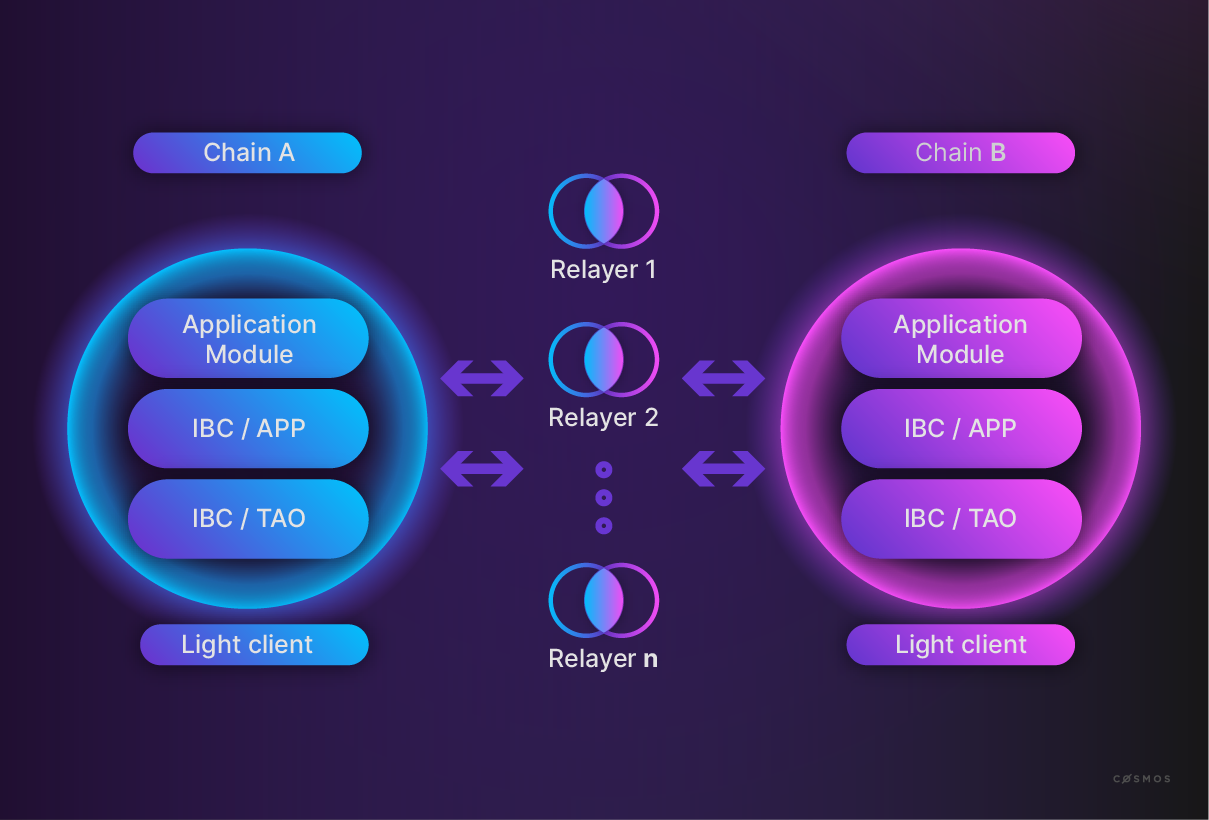 Chain A
Chain B
Relayer 1
Application
Module
IBC / APP
IBC / TAO
Light client
Relayer 2
Relayer n
Application
Module
IBC / APP
IBC / TAO
Light client
COSMOS